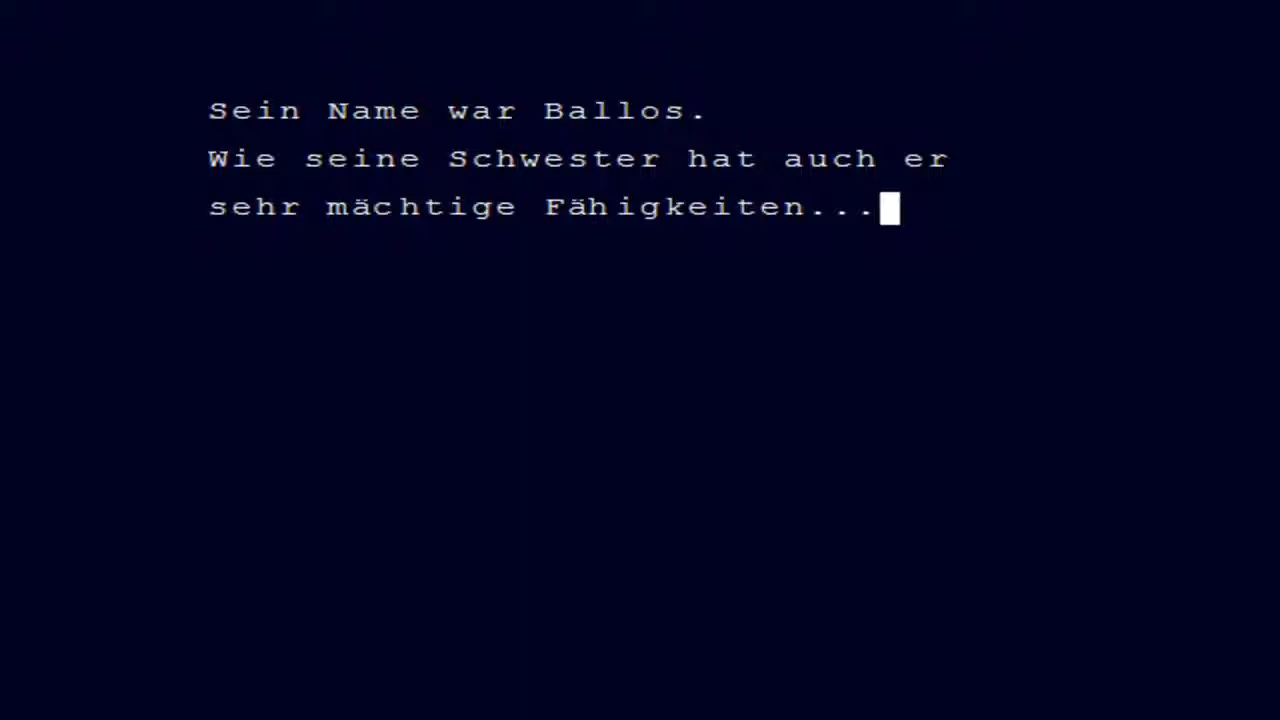 Sein Name war Ballos.
Wie seine Schwester hat auch er
sehr mächtige Fähigkeiten...